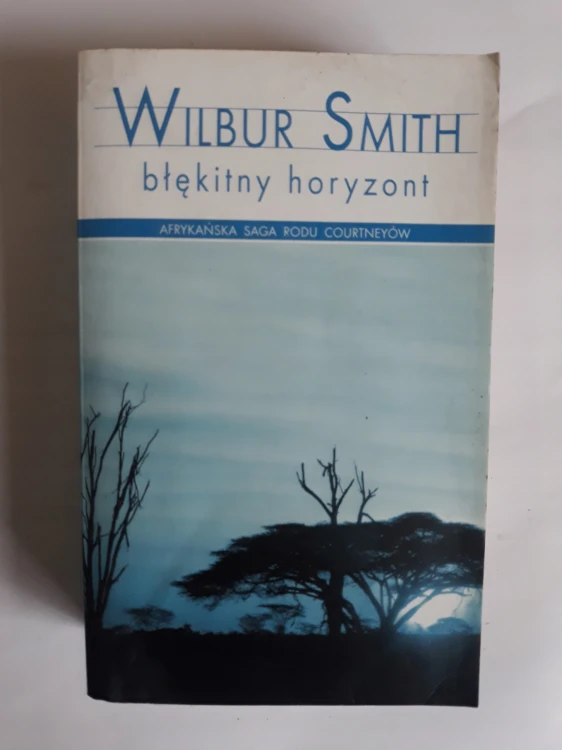 WILBUR SMITH
błękitny horyzont
AFRYKAŃSKA SAGA RODU COURTNEYÓW